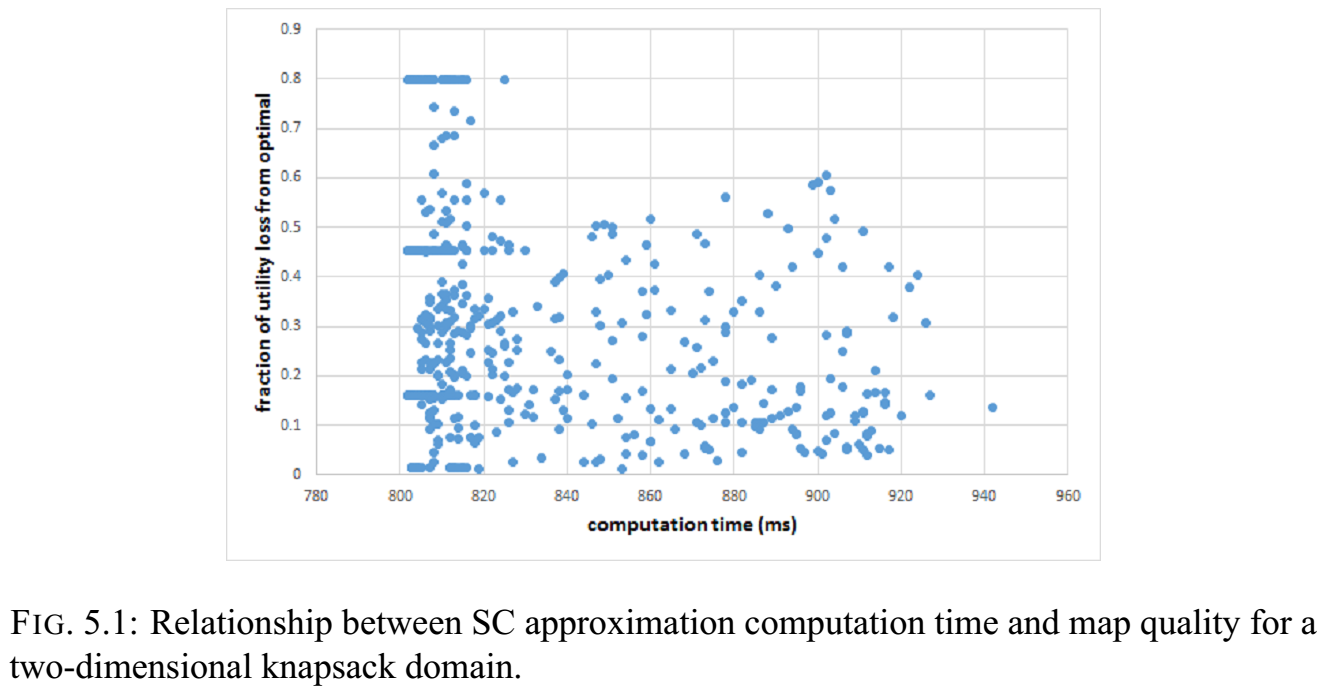 0.9
0.8
0.7
0.6
0.5
0.4
0.3
0.2
0.1
0
fraction of utility loss from optimal
780 800 820 840 860 880 900 920 940 960
computation time (ms)
FIG. 5.1: Relationship between SC approximation computation time and map quality for a
two-dimensional knapsack domain.